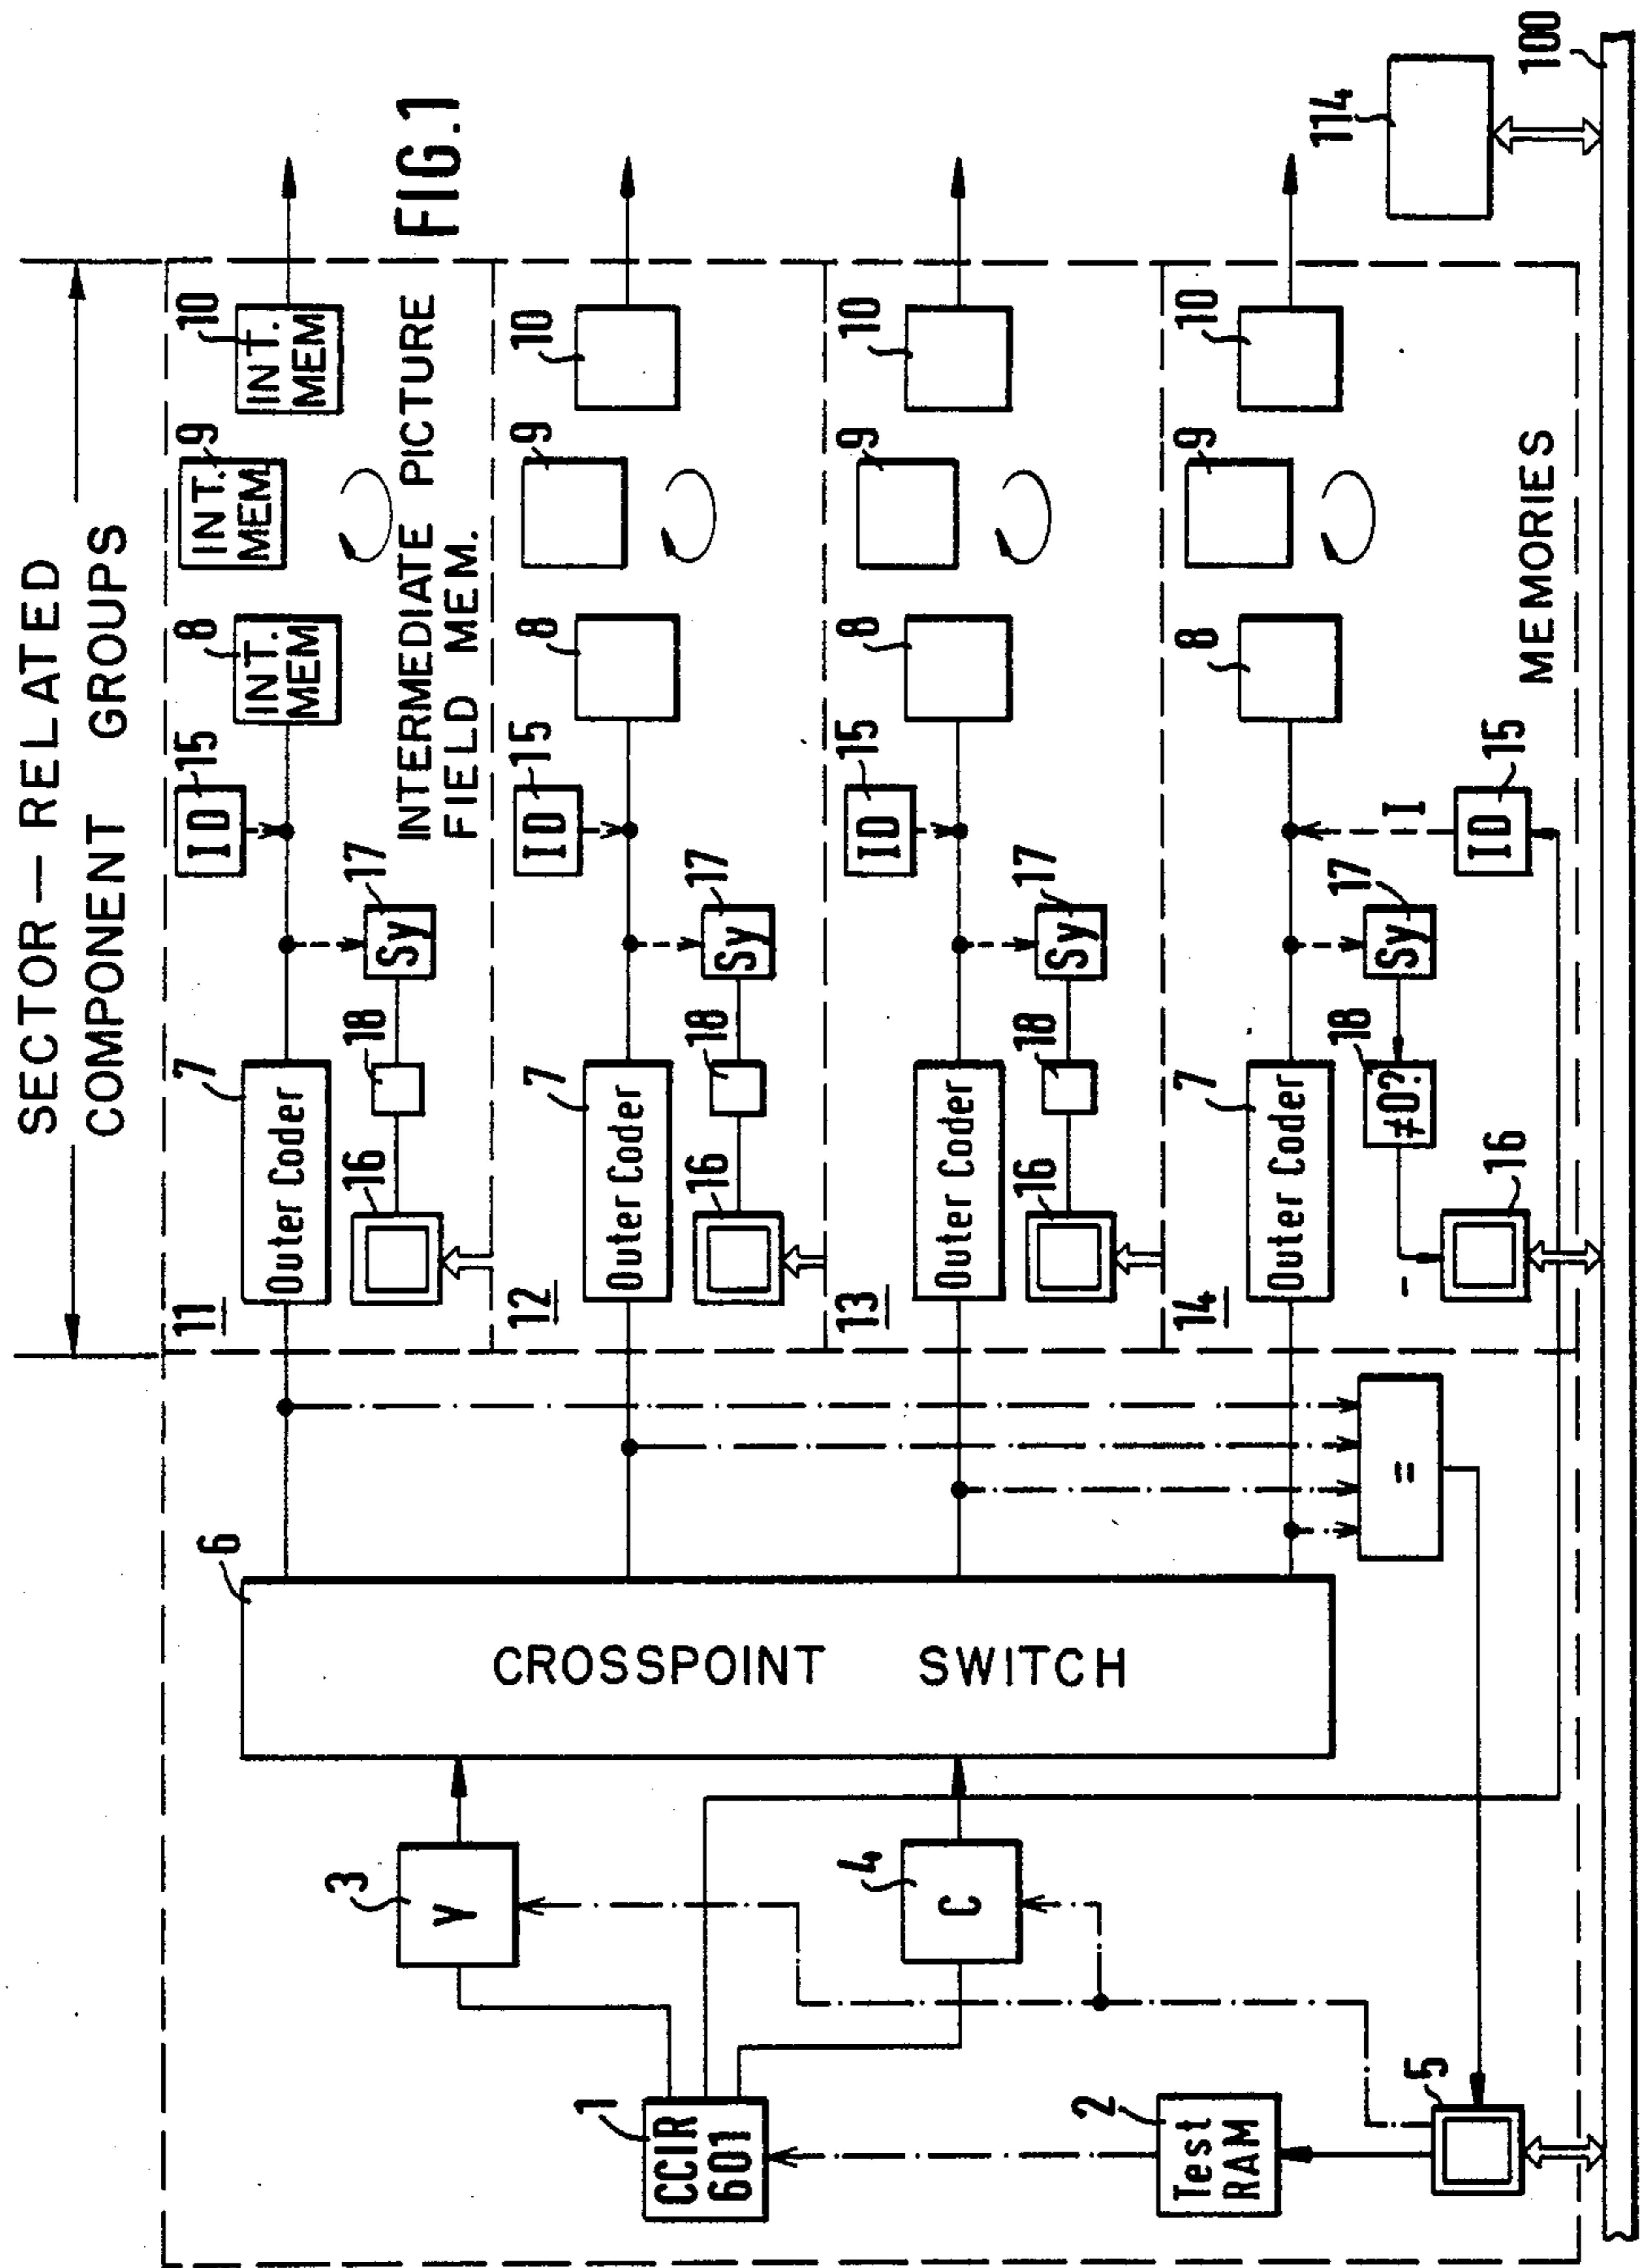 SECTOR—RELATED
COMPONENT GROUPS
FIG.1
11
7
Outer Coder
15
ID
8
INT.
MEM
9
INT.
MEM
10
INT.
MEM
16
18
17
Sy
INTERMEDIATE PICTURE
FIELD MEM.
12
7
Outer Coder
15
ID
8
9
10
16
18
17
Sy
13
7
Outer Coder
15
ID
8
9
10
16
18
17
Sy
14
7
Outer Coder
8
9
10
18
#0?
17
Sy
I
15
ID
16
-
MEMORIES
114
100
6
CROSSPOINT SWITCH
=
3
Y
4
C
1
CCIR
601
2
Test
RAM
5